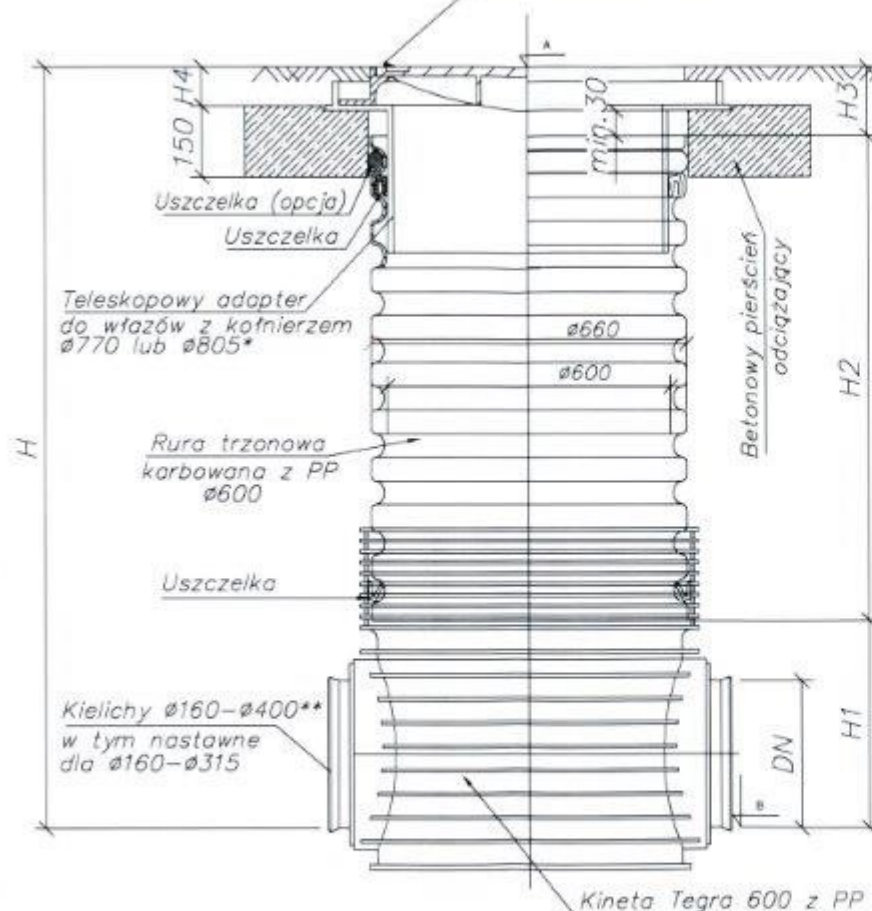 A
H4
H3
150
min. 30
Uszczelka (opcja)
Uszczelka
Teleskopowy adapter
do włazów z kołnierzem
ø770 lub ø805*
Betonowy pierścień
odciążający
ø660
ø600
H2
H
Rura trzonowa
karbowana z PP
ø600
Uszczelka
Kielichy ø160-ø400**
w tym nastawne
dla ø160-ø315
DN
H1
B
Kineta Tegra 600 z PP